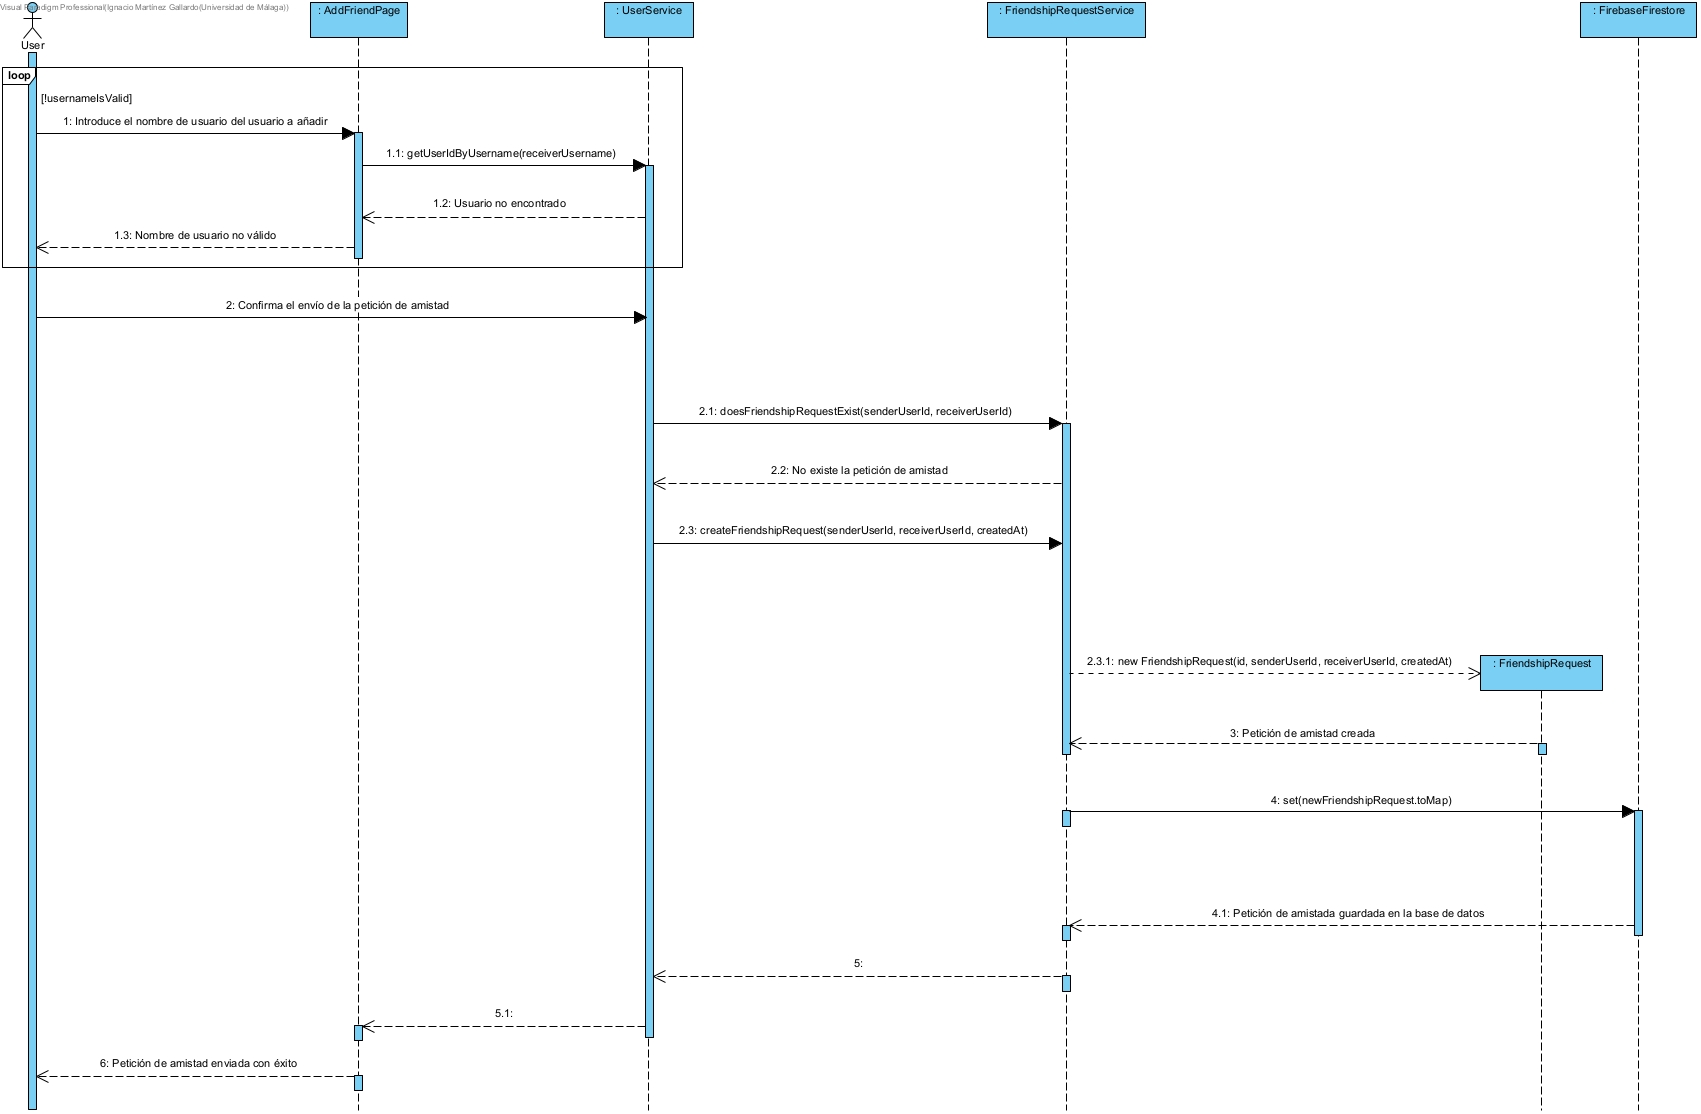 Visual Paradigm Professional(Ignacio Martínez Gallardo(Universidad de Málaga))
User
: AddFriendPage
: UserService
: FriendshipRequestService
: FirebaseFirestore
loop
[!usernameIsValid]
1: Introduce el nombre de usuario del usuario a añadir
1.1: getUserIdByUsername(receiverUsername)
1.2: Usuario no encontrado
1.3: Nombre de usuario no válido
2: Confirma el envío de la petición de amistad
2.1: doesFriendshipRequestExist(senderUserId, receiverUserId)
2.2: No existe la petición de amistad
2.3: createFriendshipRequest(senderUserId, receiverUserId, createdAt)
2.3.1: new FriendshipRequest(id, senderUserId, receiverUserId, createdAt)
: FriendshipRequest
3: Petición de amistad creada
4: set(newFriendshipRequest.toMap)
4.1: Petición de amistada guardada en la base de datos
5:
5.1:
6: Petición de amistad enviada con éxito